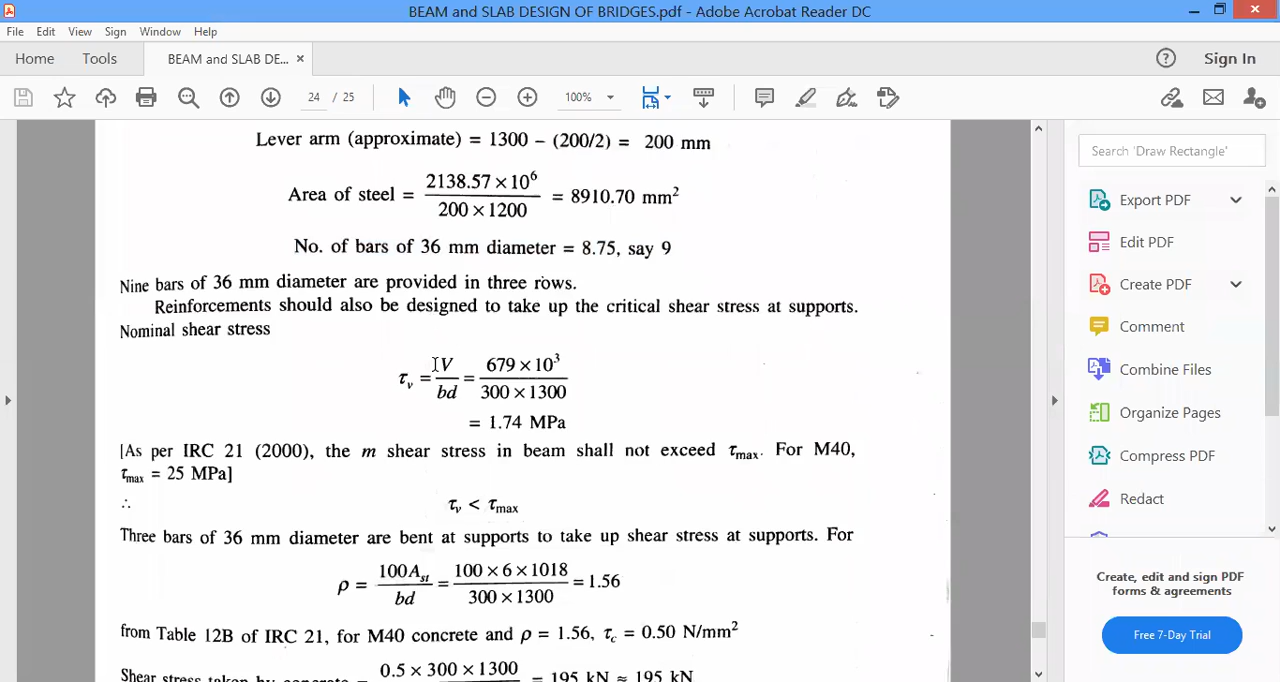 BEAM and SLAB DESIGN OF BRIDGES.pdf - Adobe Acrobat Reader DC
File Edit View Sign Window Help
Home Tools BEAM and SLAB DE... × Sign In
24 / 25 100%
Lever arm (approximate) = 1300 – (200/2) = 200 mm
Area of steel = 2138.57 × 10⁶ / 200 × 1200 = 8910.70 mm²
No. of bars of 36 mm diameter = 8.75, say 9
Nine bars of 36 mm diameter are provided in three rows.
Reinforcements should also be designed to take up the critical shear stress at supports.
Nominal shear stress
τᵥ = V / bd = 679 × 10³ / 300 × 1300
= 1.74 MPa
[As per IRC 21 (2000), the m shear stress in beam shall not exceed τmax. For M40,
τmax = 25 MPa]
∴ τᵥ < τmax
Three bars of 36 mm diameter are bent at supports to take up shear stress at supports. For
ρ = 100Ast / bd = 100 × 6 × 1018 / 300 × 1300 = 1.56
from Table 12B of IRC 21, for M40 concrete and ρ = 1.56, τc = 0.50 N/mm²
Shear stress taken by concrete = 0.5 × 300 × 1300 = 195 kN ≈ 195 kN
Search 'Draw Rectangle'
Export PDF
Edit PDF
Create PDF
Comment
Combine Files
Organize Pages
Compress PDF
Redact
Create, edit and sign PDF
forms & agreements
Free 7-Day Trial